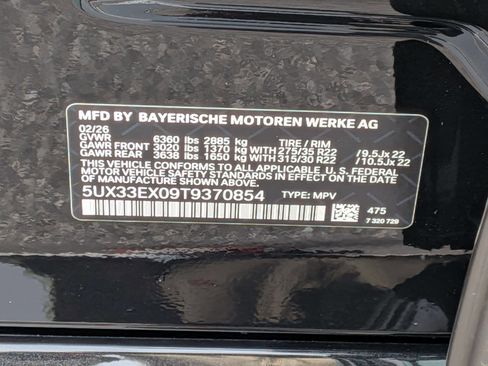 MFD BY BAYERISCHE MOTOREN WERKE AG
02/26
GVWR 6360 lbs 2885 kg TIRE / RIM
GAWR FRONT 3020 lbs 1370 kg 275/35 R22 / 9.5Jx 22
GAWR REAR 3638 lbs 1650 kg 315/30 R22 / 10.5Jx 22
THIS VEHICLE CONFORMS TO ALL APPLICABLE U. S. FEDERAL
MOTOR VEHICLE SAFETY STANDARDS IN EFFECT ON THE
DATE OF MANUFACTURE SHOWN ABOVE.
5UX33EX09T9370854 TYPE: MPV
475
7 320 729